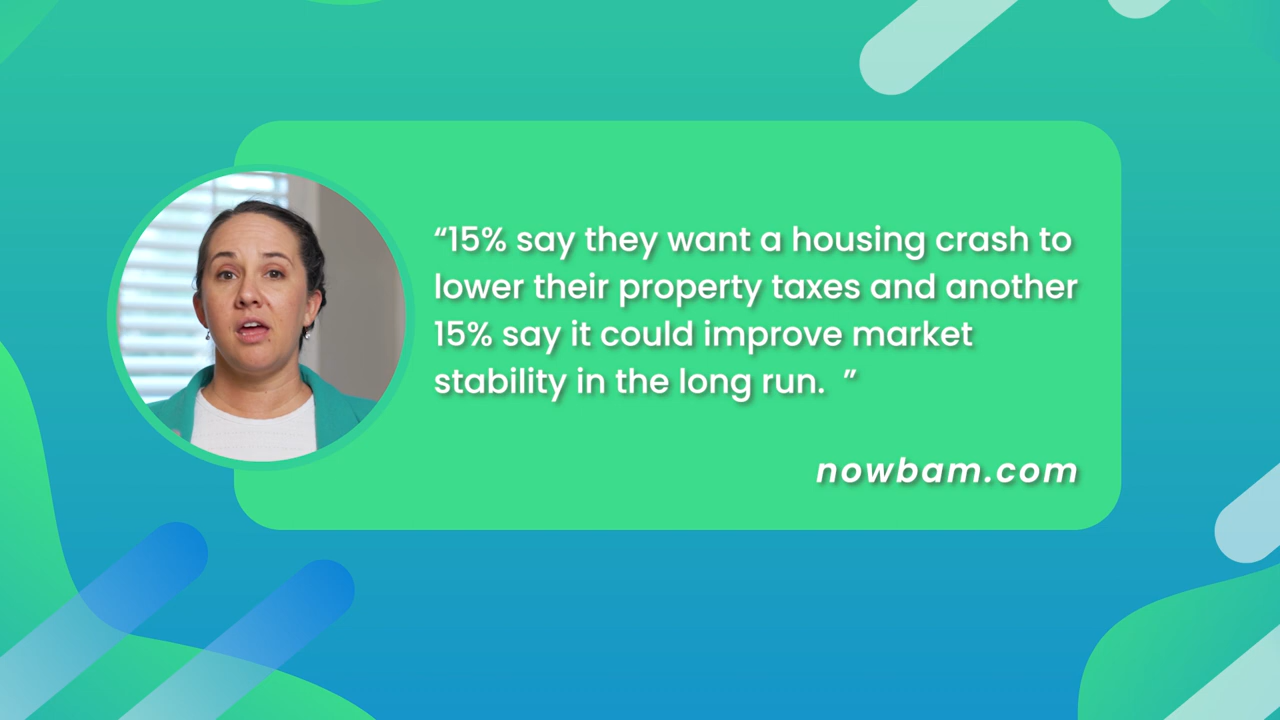 “15% say they want a housing crash to
lower their property taxes and another
15% say it could improve market
stability in the long run.  ”
nowbam.com